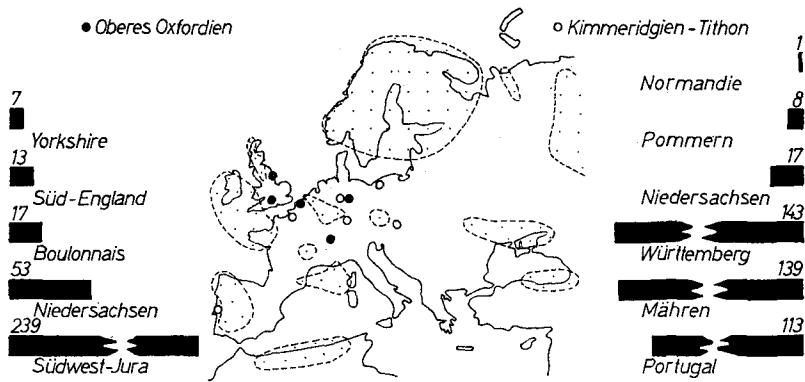 ● Oberes Oxfordien
7
Yorkshire
13
Süd-England
17
Boulonnais
53
Niedersachsen
239
Südwest-Jura
○ Kimmeridgien-Tithon
1
Normandie
8
Pommern
17
Niedersachsen
143
Württemberg
139
Mähren
113
Portugal